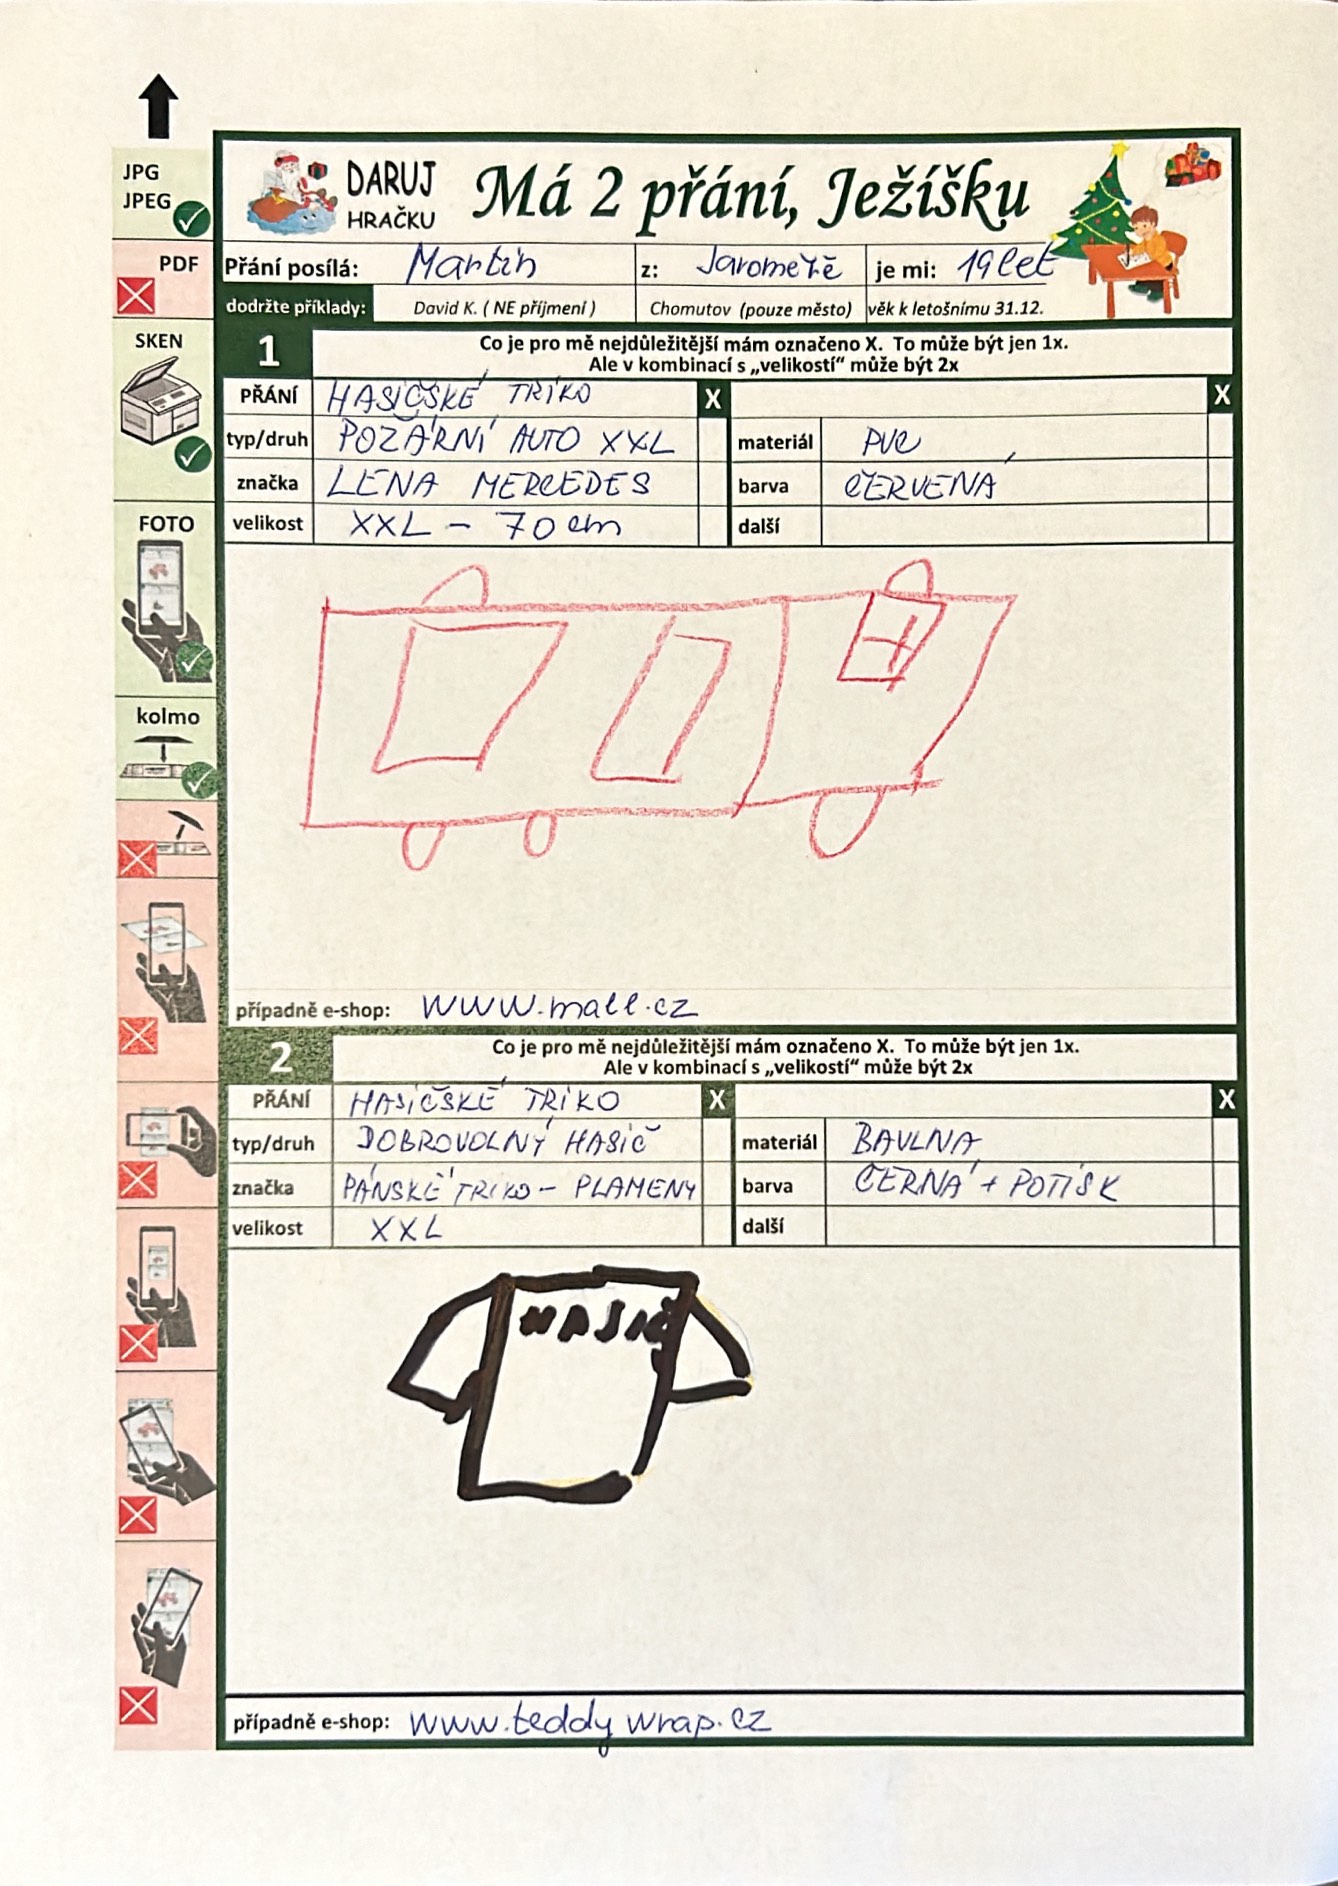 JPG
JPEG
PDF
SKEN
FOTO
kolmo
DARUJ
HRAČKU
Má 2 přání, Ježíšku
Přání posílá: Martin z: Jaroměře je mi: 19 let
dodržte příklady: David K. ( NE příjmení ) Chomutov (pouze město) věk k letošnímu 31.12.
1 Co je pro mě nejdůležitější mám označeno X. To může být jen 1x.
Ale v kombinací s „velikostí“ může být 2x
PŘÁNÍ HASIČSKÉ TRIKO X X
typ/druh POŽÁRNÍ AUTO XXL materiál PVC
značka LENA MERCEDES barva ČERVENÁ
velikost XXL - 70 cm další
případně e-shop: www.mall.cz
2 Co je pro mě nejdůležitější mám označeno X. To může být jen 1x.
Ale v kombinací s „velikostí“ může být 2x
PŘÁNÍ HASIČSKÉ TRIKO X X
typ/druh DOBROVOLNÝ HASIČ materiál BAVLNA
značka PÁNSKÉ TRIKO - PLAMENY barva ČERNÁ + POTISK
velikost XXL další
HASIČ
případně e-shop: www.teddywrap.cz